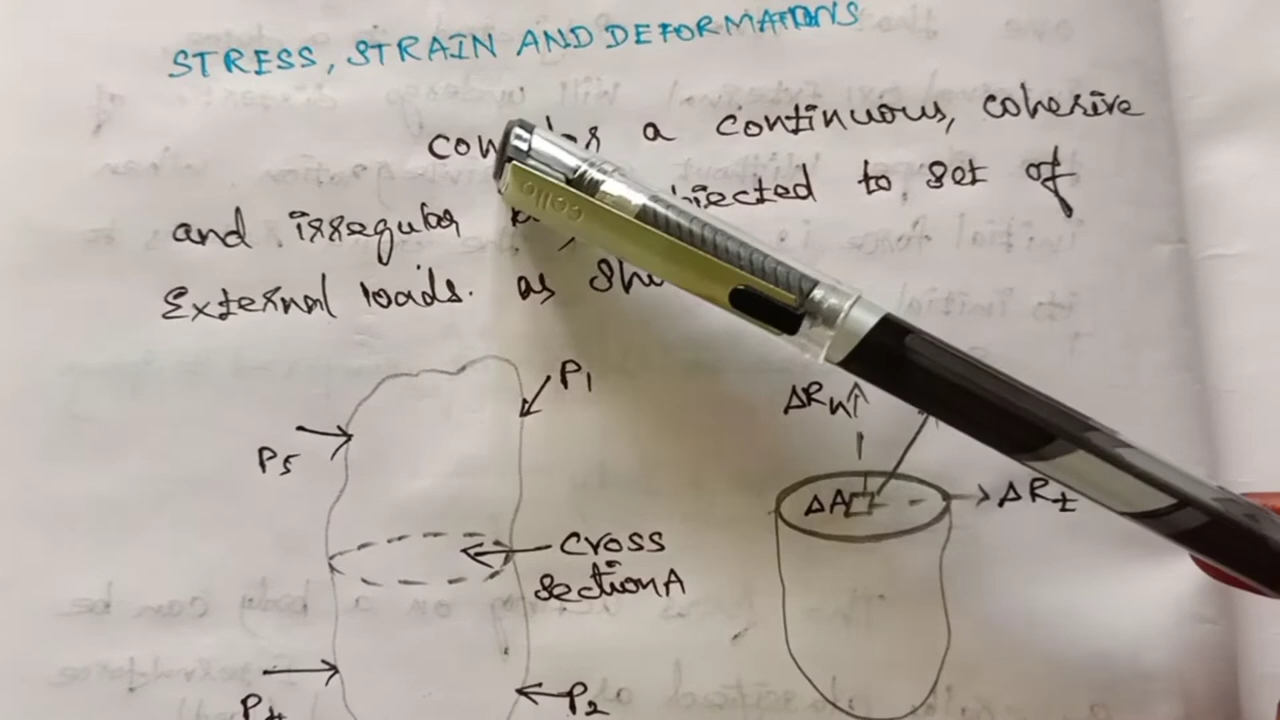 STRESS, STRAIN AND DEFORMATIONS
a continuous, cohesive
and irregular to set of
External loads. as
P1
P5
ΔRn
ΔA
ΔRt
cross
section A
P4
P2